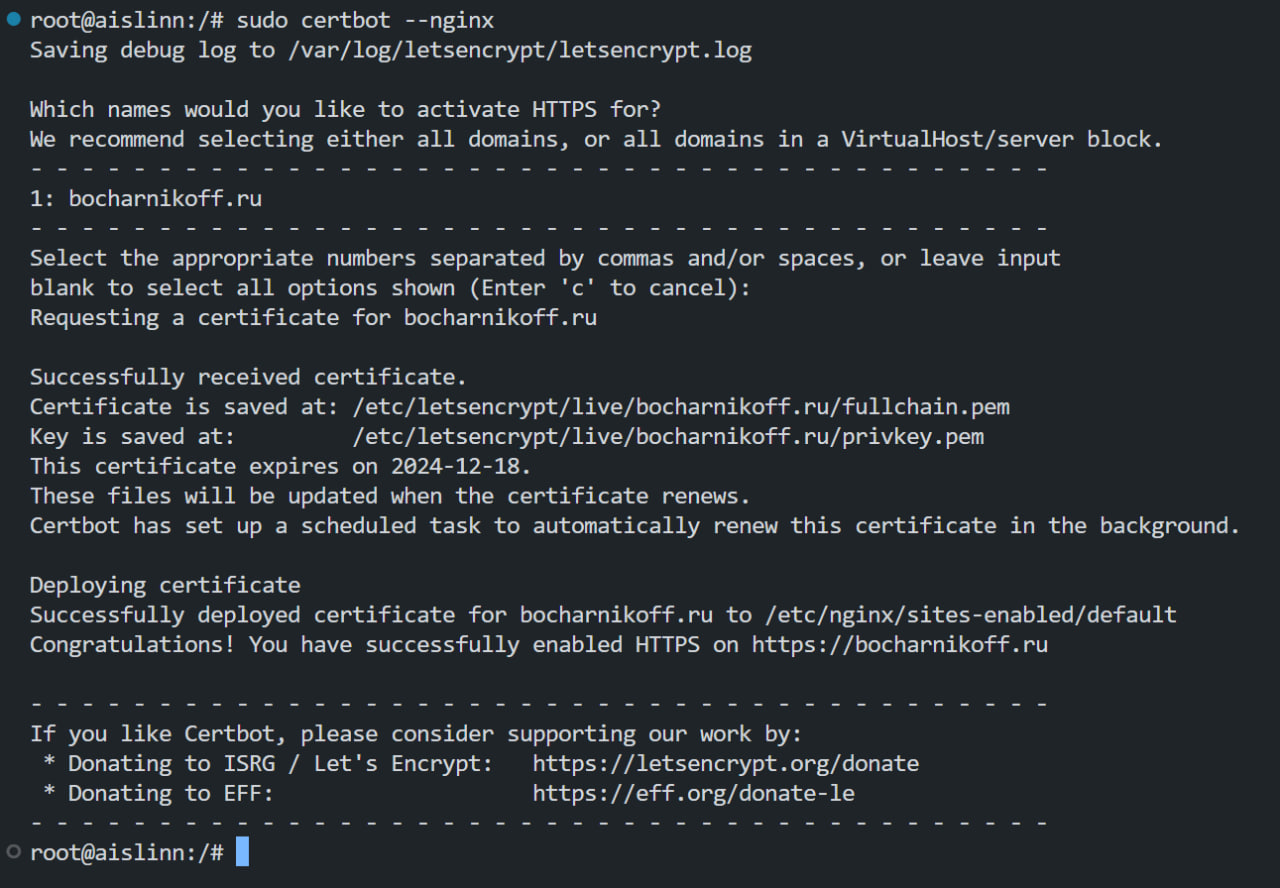 root@aislinn:/# sudo certbot --nginx
Saving debug log to /var/log/letsencrypt/letsencrypt.log
Which names would you like to activate HTTPS for?
We recommend selecting either all domains, or all domains in a VirtualHost/server block.
- - - - - - - - - - - - - - - - - - - - - - - - - - - - - - - - - - - - - - - -
1: bocharnikoff.ru
- - - - - - - - - - - - - - - - - - - - - - - - - - - - - - - - - - - - - - - -
Select the appropriate numbers separated by commas and/or spaces, or leave input
blank to select all options shown (Enter 'c' to cancel):
Requesting a certificate for bocharnikoff.ru
Successfully received certificate.
Certificate is saved at: /etc/letsencrypt/live/bocharnikoff.ru/fullchain.pem
Key is saved at:         /etc/letsencrypt/live/bocharnikoff.ru/privkey.pem
This certificate expires on 2024-12-18.
These files will be updated when the certificate renews.
Certbot has set up a scheduled task to automatically renew this certificate in the background.
Deploying certificate
Successfully deployed certificate for bocharnikoff.ru to /etc/nginx/sites-enabled/default
Congratulations! You have successfully enabled HTTPS on https://bocharnikoff.ru
- - - - - - - - - - - - - - - - - - - - - - - - - - - - - - - - - - - - - - - -
If you like Certbot, please consider supporting our work by:
 * Donating to ISRG / Let's Encrypt:   https://letsencrypt.org/donate
 * Donating to EFF:                    https://eff.org/donate-le
- - - - - - - - - - - - - - - - - - - - - - - - - - - - - - - - - - - - - - - -
root@aislinn:/#